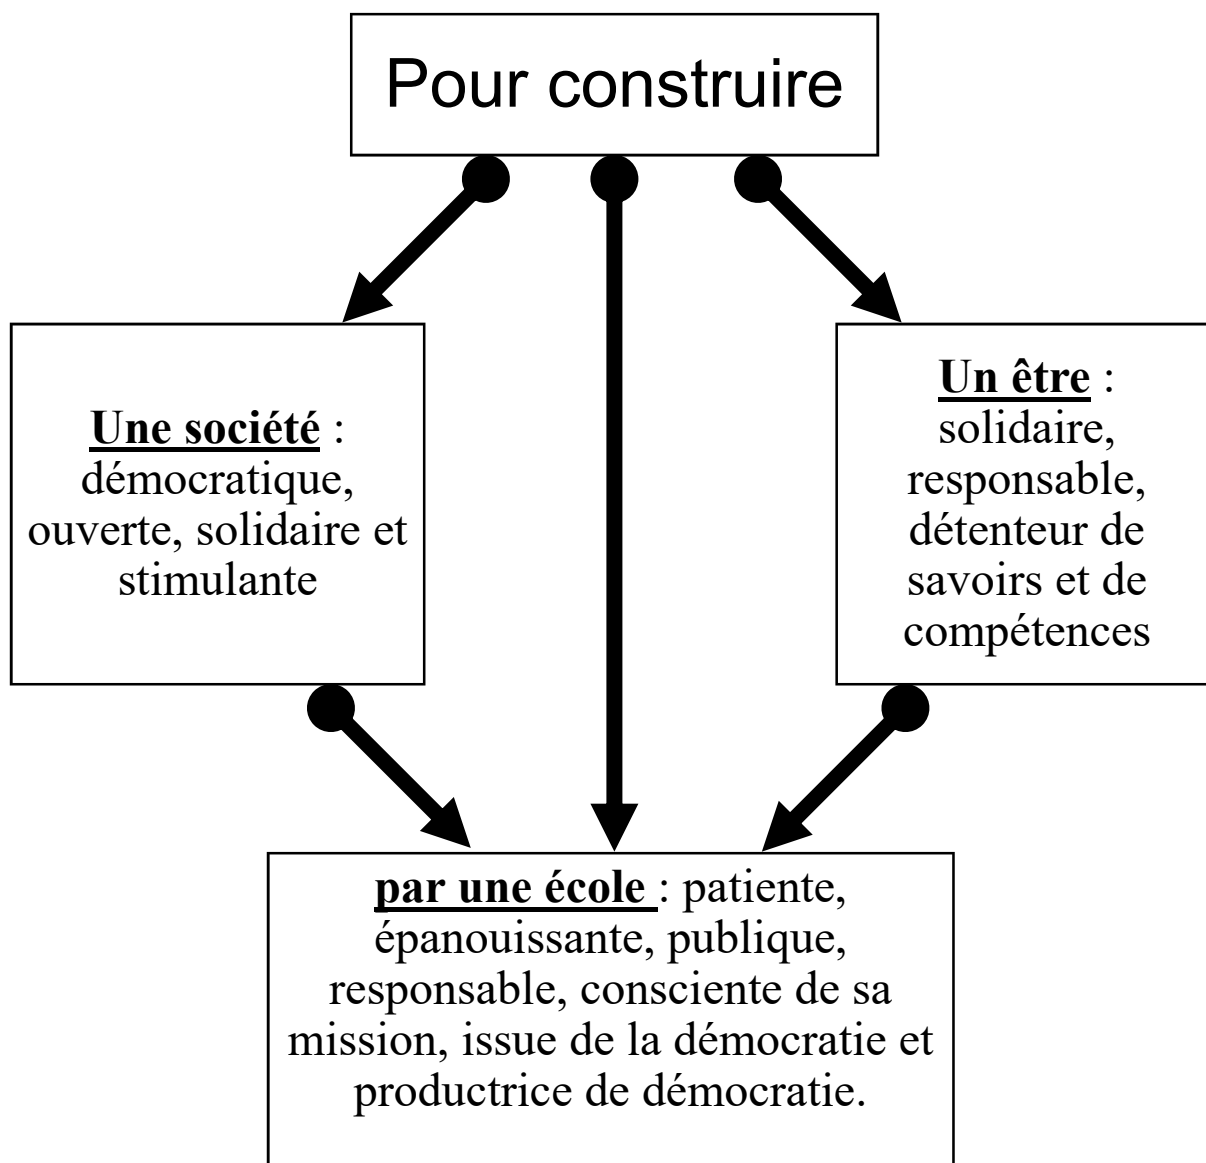 Pour construire
Une société :
démocratique,
ouverte, solidaire et
stimulante
Un être :
solidaire,
responsable,
détenteur de
savoirs et de
compétences
par une école : patiente,
épanouissante, publique,
responsable, consciente de sa
mission, issue de la démocratie et
productrice de démocratie.